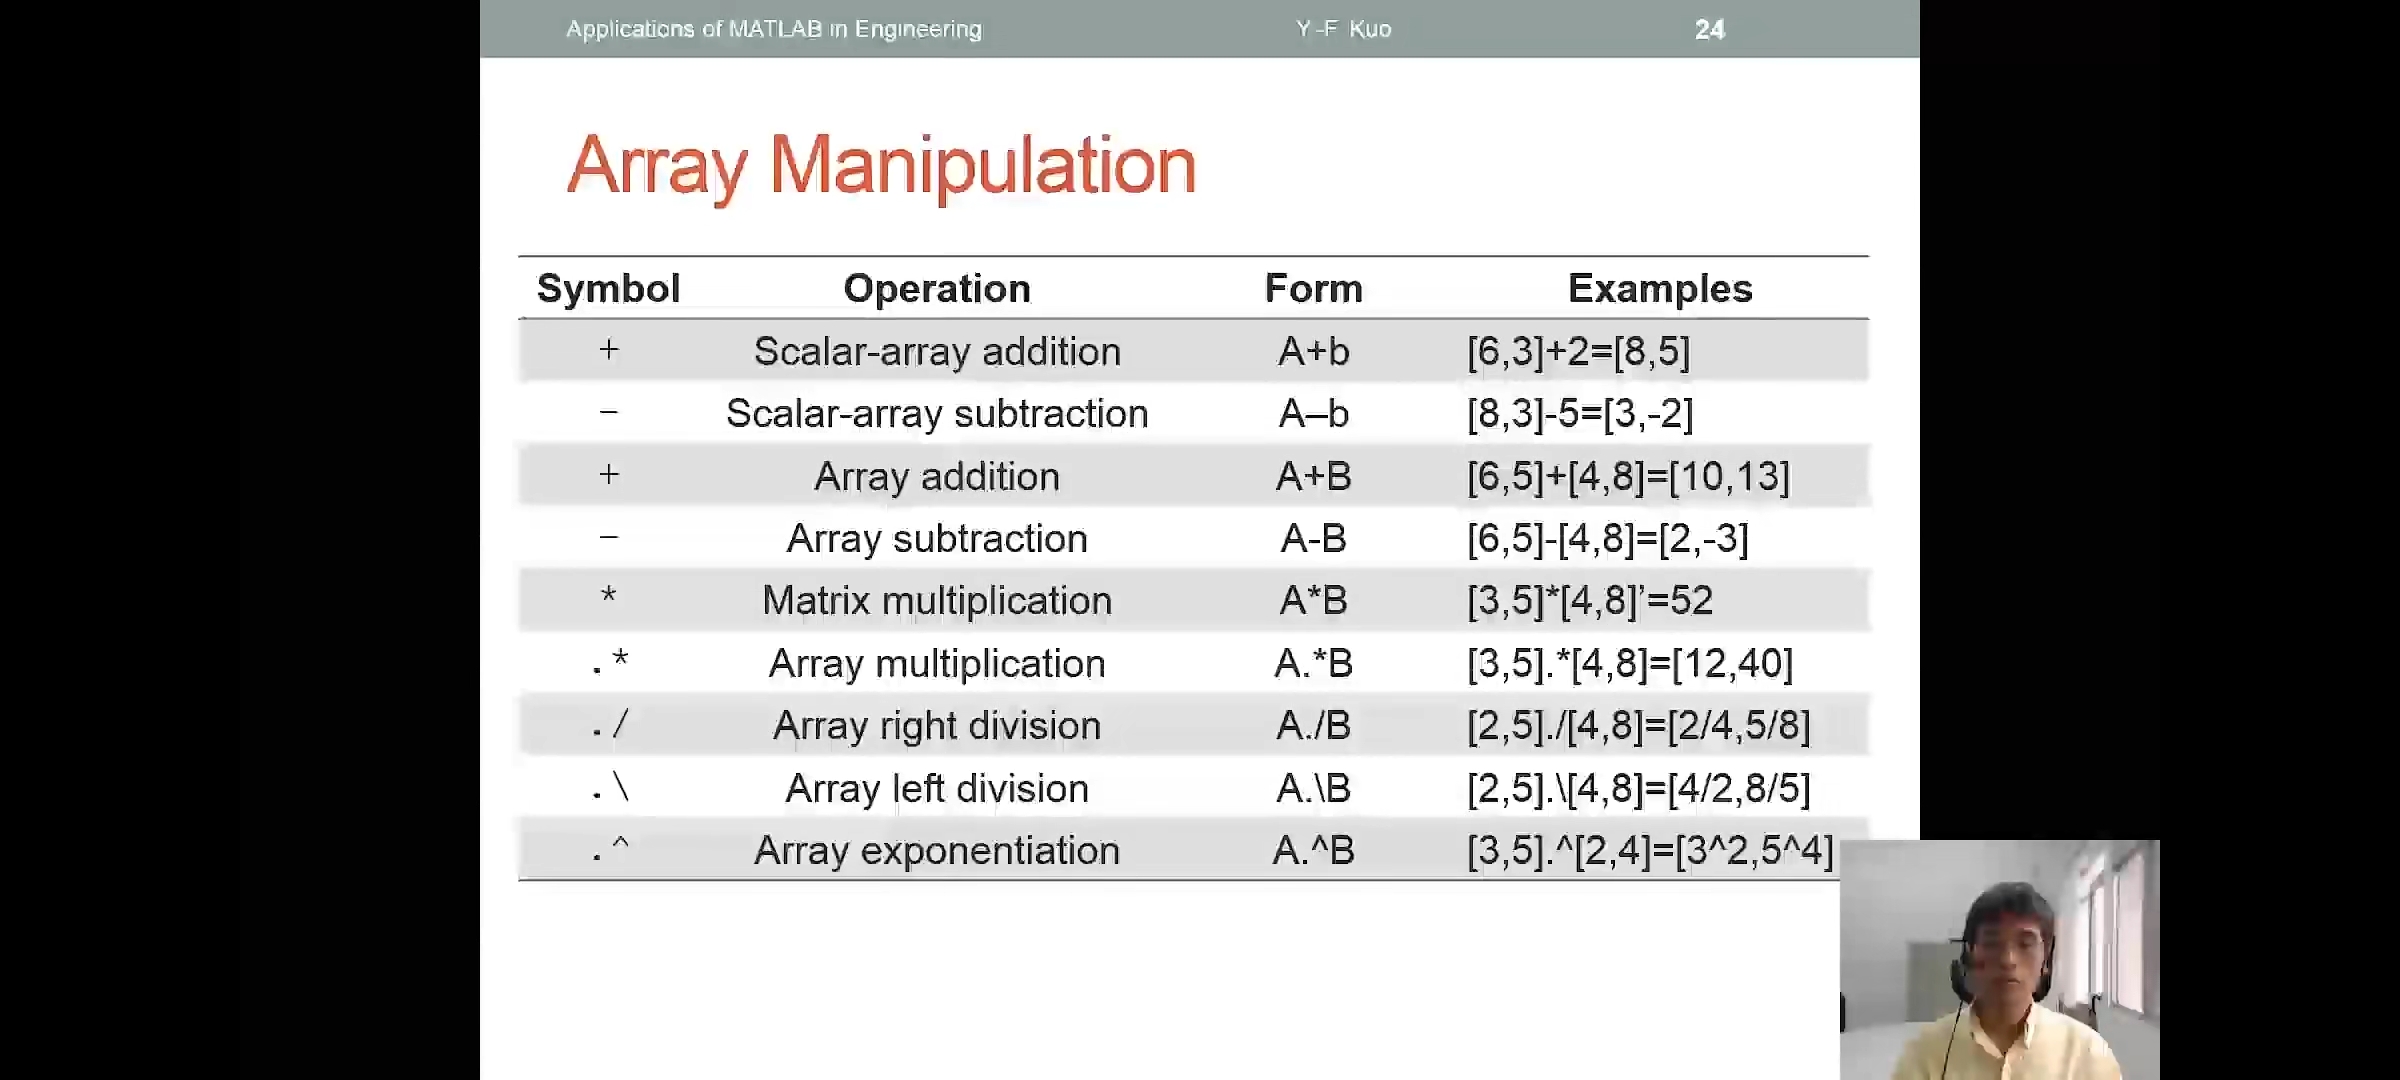 Applications of MATLAB in Engineering Y -F Kuo 24
Array Manipulation
Symbol Operation Form Examples
+ Scalar-array addition A+b [6,3]+2=[8,5]
− Scalar-array subtraction A–b [8,3]-5=[3,-2]
+ Array addition A+B [6,5]+[4,8]=[10,13]
− Array subtraction A-B [6,5]-[4,8]=[2,-3]
* Matrix multiplication A*B [3,5]*[4,8]’=52
.* Array multiplication A.*B [3,5].*[4,8]=[12,40]
./ Array right division A./B [2,5]./[4,8]=[2/4,5/8]
.\ Array left division A.\B [2,5].\[4,8]=[4/2,8/5]
.^ Array exponentiation A.^B [3,5].^[2,4]=[3^2,5^4]